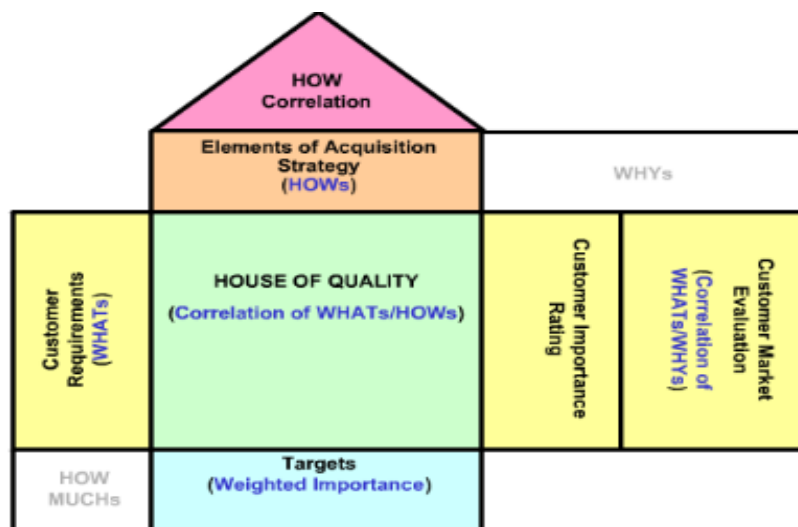 HOW
Correlation
Elements of Acquisition
Strategy
(HOWs)
WHYs
Customer
Requirements
(WHATs)
HOUSE OF QUALITY
(Correlation of WHATs/HOWs)
Customer Importance
Rating
Customer Market
Evaluation
(Correlation of
WHATs/WHYs)
HOW
MUCHs
Targets
(Weighted Importance)